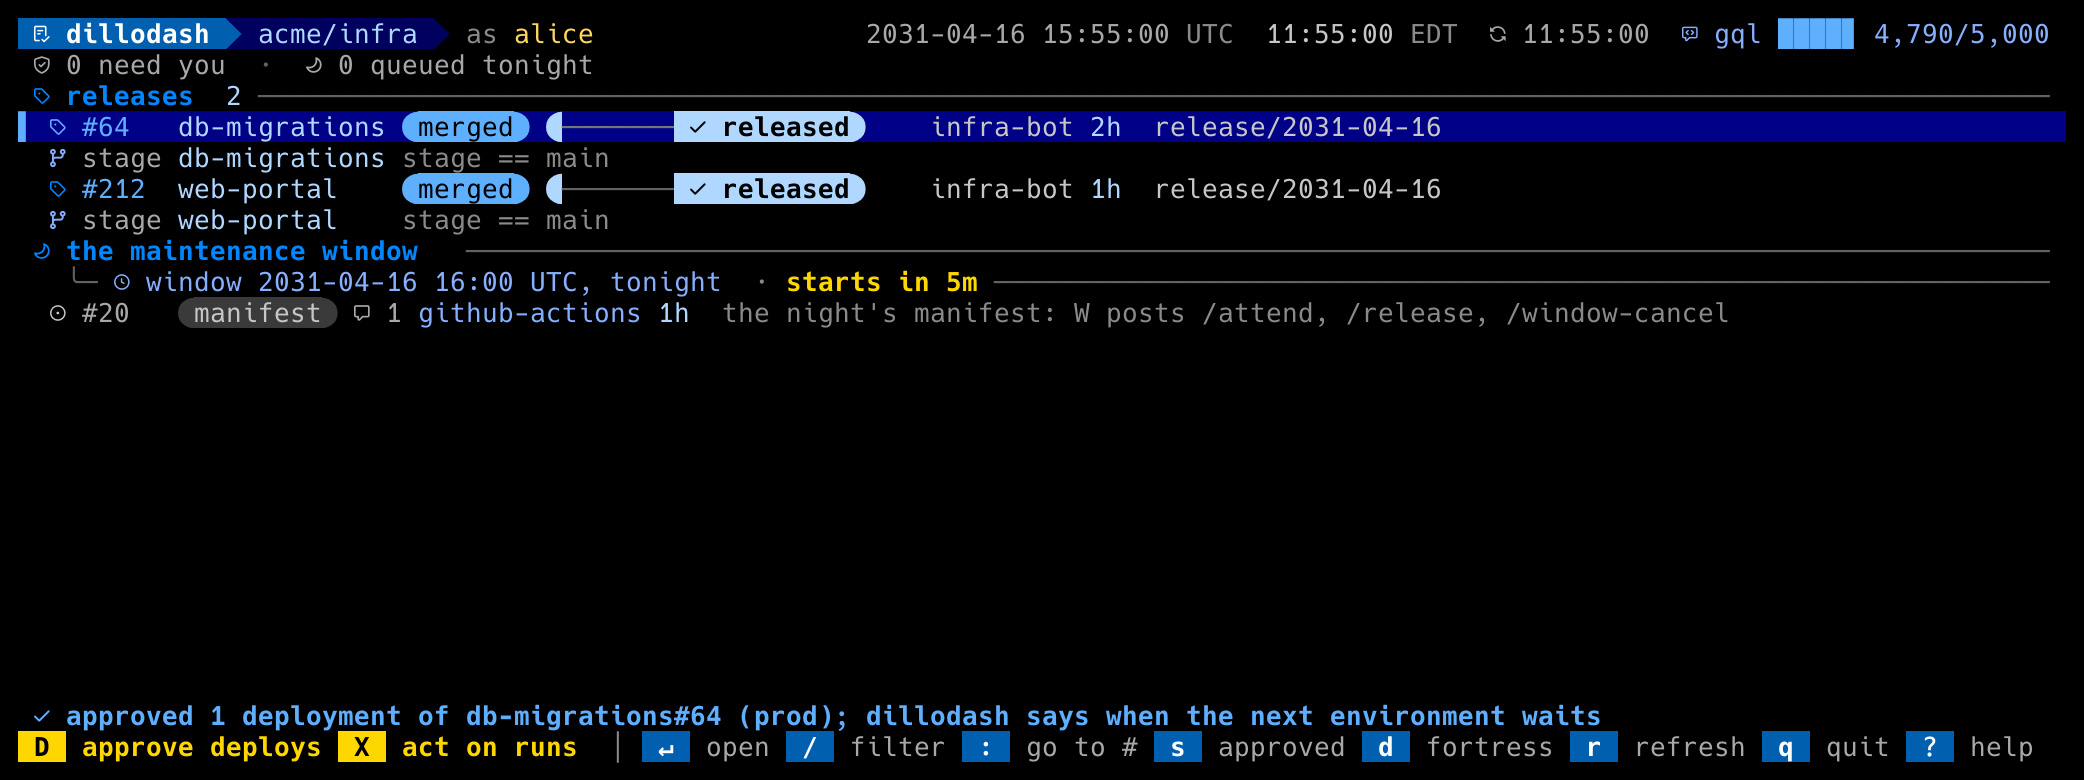 dillodash acme/infra as alice 2031-04-16 15:55:00 UTC 11:55:00 EDT 11:55:00 gql 4,790/5,000
0 need you · 0 queued tonight
releases 2
#64 db-migrations merged ✓ released infra-bot 2h release/2031-04-16
stage db-migrations stage == main
#212 web-portal merged ✓ released infra-bot 1h release/2031-04-16
stage web-portal stage == main
the maintenance window
window 2031-04-16 16:00 UTC, tonight · starts in 5m
#20 manifest 1 github-actions 1h the night's manifest: W posts /attend, /release, /window-cancel
✓ approved 1 deployment of db-migrations#64 (prod); dillodash says when the next environment waits
D approve deploys X act on runs │ ↵ open / filter : go to # s approved d fortress r refresh q quit ? help